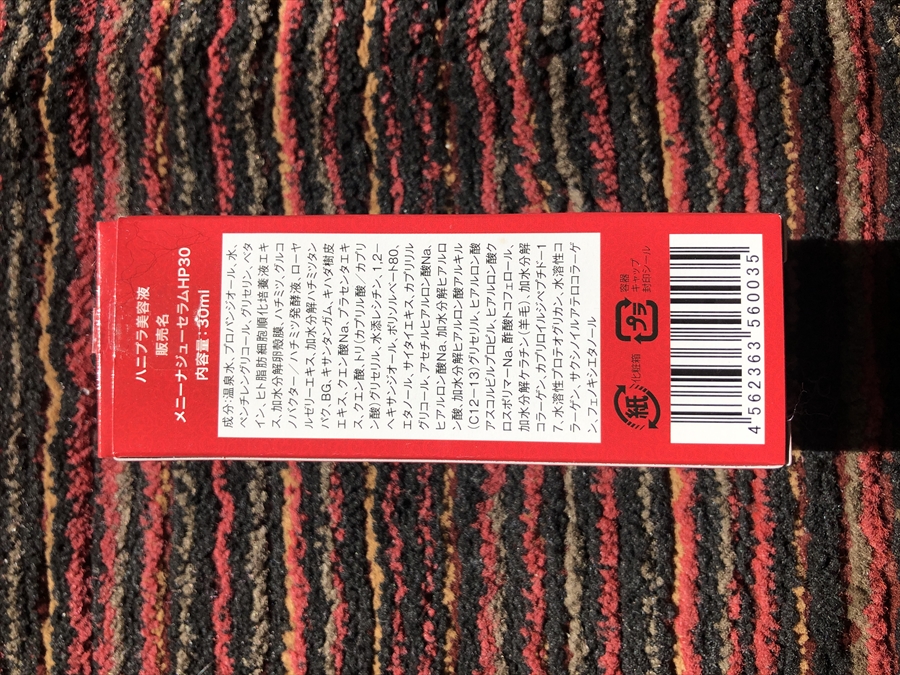 ハニプラ美容液
販売名
メニーナジューセラムHP30
内容量：30ml
成分：温泉水、プロパンジオール、水、
ペンチレングリコール、グリセリン、ベタ
イン、ヒト脂肪細胞順化培養液エキ
ス、加水分解卵殻膜、ハチミツ、グルコ
ノバクター／ハチミツ発酵液、ローヤ
ルゼリーエキス、加水分解ハチミツタン
パク、BG、キサンタンガム、キハダ樹皮
エキス、クエン酸Na、プラセンタエキ
ス、クエン酸、トリ（カプリル酸／カプリ
ン酸）グリセリル、水添レシチン、1,2－
ヘキサンジオール、ポリソルベート80、
エタノール、サイタイエキス、カプリリル
グリコール、アセチルヒアルロン酸Na、
ヒアルロン酸Na、加水分解ヒアルロ
ン酸、加水分解ヒアルロン酸アルキル
（C12－13）グリセリル、ヒアルロン酸
アスコルビルプロピル、ヒアルロン酸ク
ロスポリマーNa、酢酸トコフェロール、
加水分解ケラチン（羊毛）、加水分解
コラーゲン、カプロオイルジペプチド－1
7、水溶性プロテオグリカン、水溶性コ
ラーゲン、サクシノイルアテロコラーゲ
ン、フェノキシエタノール
紙
化粧箱
プラ
容器
キャップ
封印シール
4 562363 560035